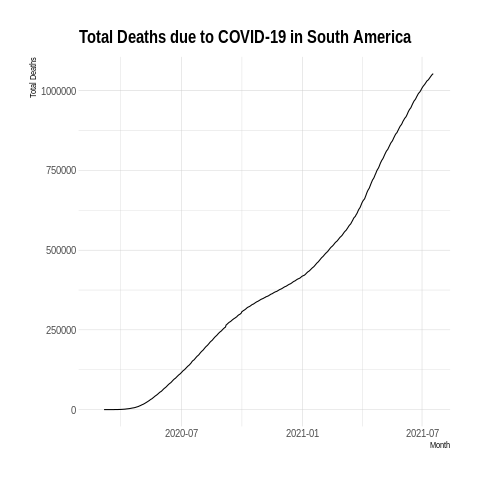 Total Deaths due to COVID-19 in South America
Total Deaths
1000000
750000
500000
250000
0
2020-07 2021-01 2021-07
Month